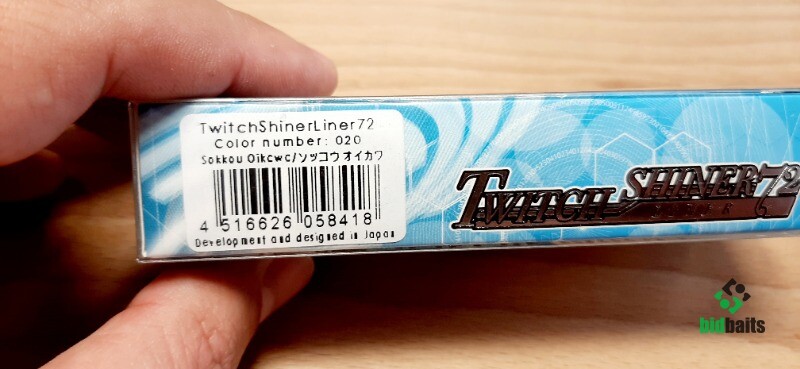 TwitchShinerLiner72
Color number: 020
Sokkou Oikcwc/ソッコウオイカワ
4 516626 058418
Development and designed in Japan
TWITCH SHINER 72
bidbaits